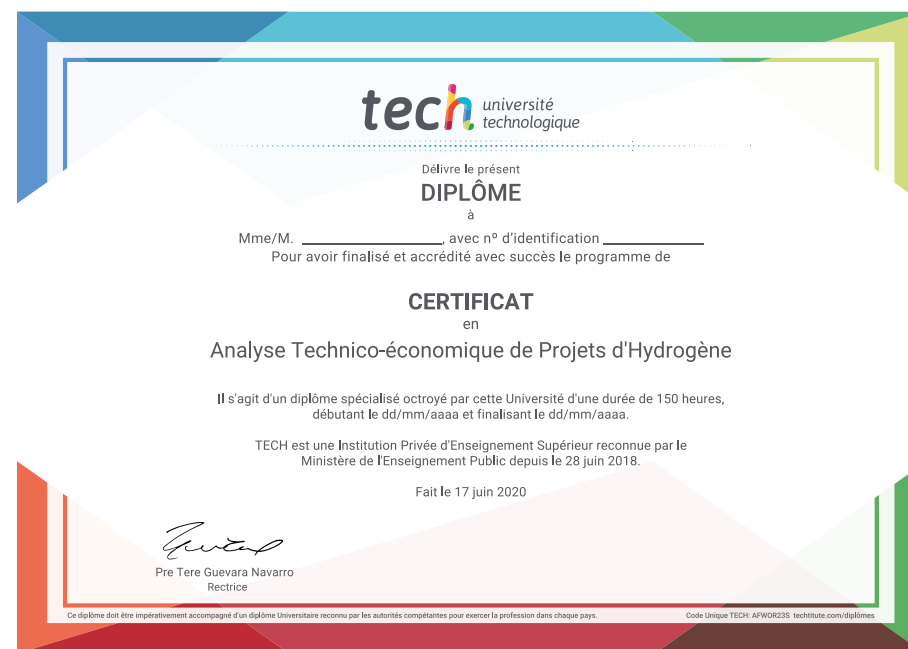 tech université
technologique
Délivre le présent
DIPLÔME
à
Mme/M. ____________________, avec nº d'identification ______________
Pour avoir finalisé et accrédité avec succès le programme de
CERTIFICAT
en
Analyse Technico-économique de Projets d'Hydrogène
Il s'agit d'un diplôme spécialisé octroyé par cette Université d'une durée de 150 heures,
débutant le dd/mm/aaaa et finalisant le dd/mm/aaaa.
TECH est une Institution Privée d'Enseignement Supérieur reconnue par le
Ministère de l'Enseignement Public depuis le 28 juin 2018.
Fait le 17 juin 2020
Pre Tere Guevara Navarro
Rectrice
Ce diplôme doit être impérativement accompagné d'un diplôme Universitaire reconnu par les autorités compétantes pour exercer la profession dans chaque pays.
Code Unique TECH: AFWOR23S techtitute.com/diplômes